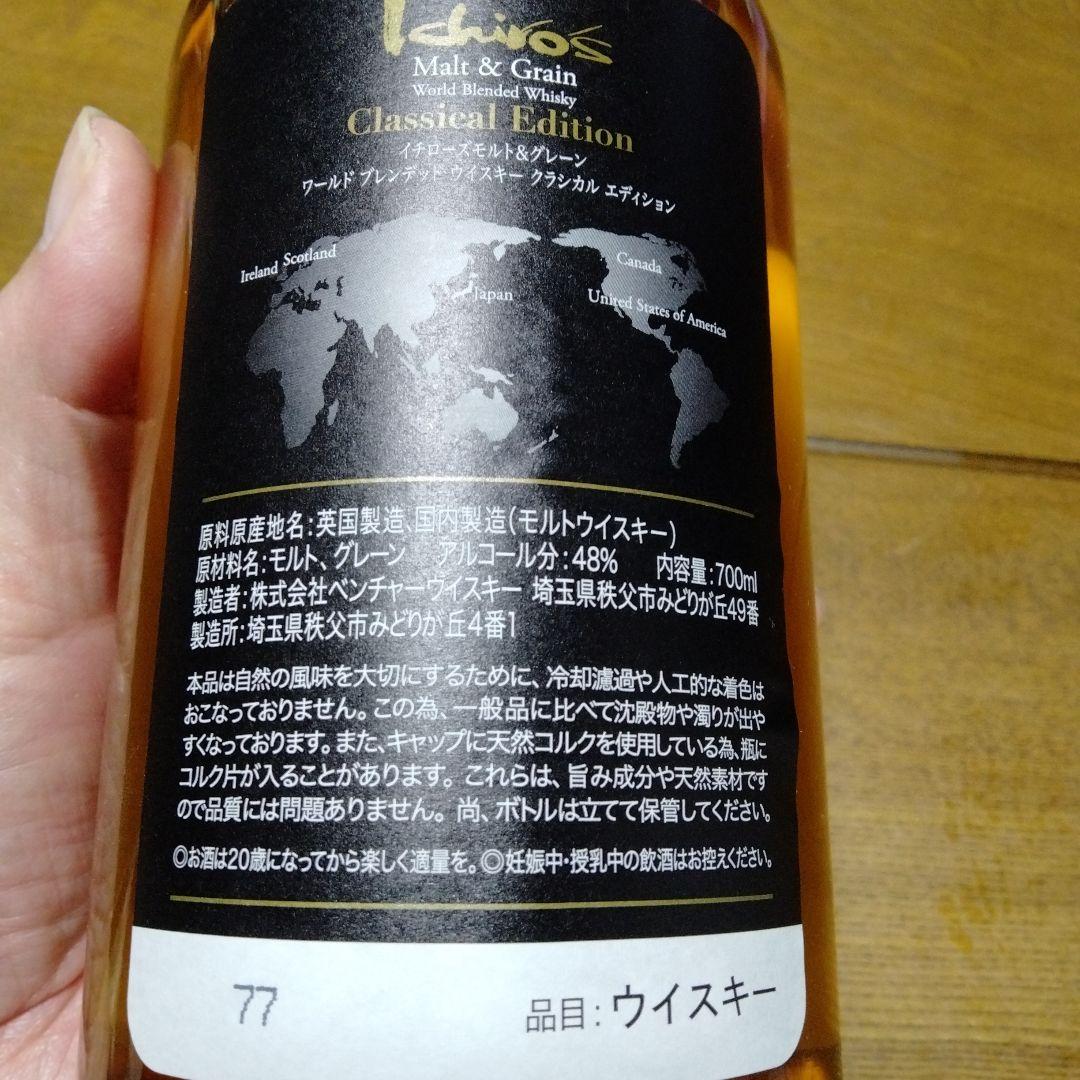 Ichiro's
Malt & Grain
World Blended Whisky
Classical Edition
イチローズモルト&グレーン
ワールド ブレンデッド ウイスキー クラシカル エディション
Ireland Scotland
Canada
Japan
United States of America
原料原産地名:英国製造、国内製造(モルトウイスキー)
原材料名:モルト、グレーン アルコール分:48% 内容量:700ml
製造者:株式会社ベンチャーウイスキー 埼玉県秩父市みどりが丘49番
製造所:埼玉県秩父市みどりが丘4番1
本品は自然の風味を大切にするために、冷却濾過や人工的な着色は
おこなっておりません。この為、一般品に比べて沈殿物や濁りが出や
すくなっております。また、キャップに天然コルクを使用している為、瓶に
コルク片が入ることがあります。これらは、旨み成分や天然素材です
ので品質には問題ありません。尚、ボトルは立てて保管してください。
◎お酒は20歳になってから楽しく適量を。◎妊娠中・授乳中の飲酒はお控えください。
77
品目:ウイスキー